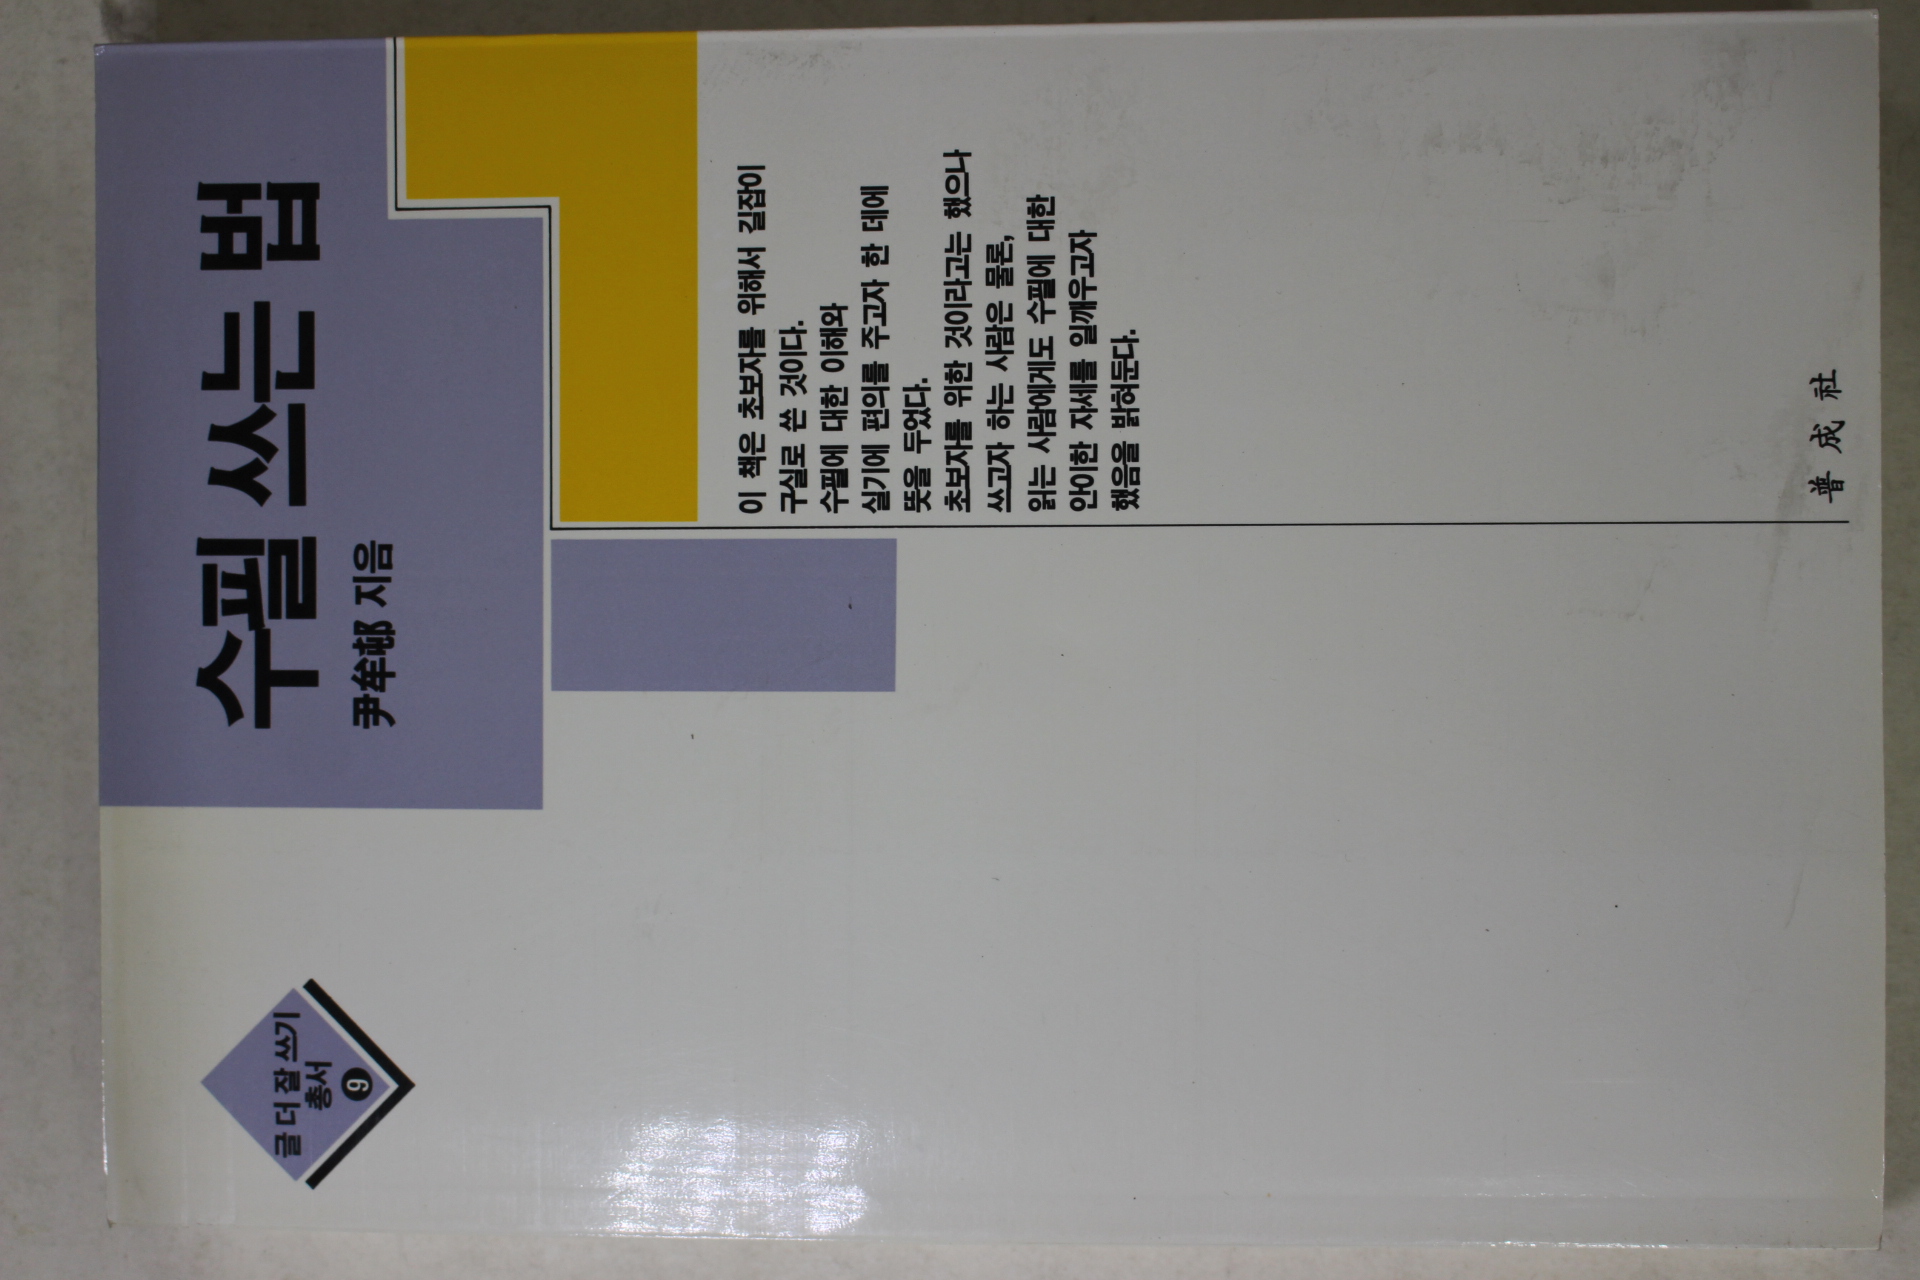 글 더 잘 쓰기
총서
9
수필 쓰는 법
尹牟邨 지음
이 책은 초보자를 위해서 길잡이
구실로 쓴 것이다.
수필에 대한 이해와
실기에 편의를 주고자 한 데에
뜻을 두었다.
초보자를 위한 것이라고는 했으나
쓰고자 하는 사람은 물론,
읽는 사람에게도 수필에 대한
안이한 자세를 일깨우고자
했음을 밝혀둔다.
普成社